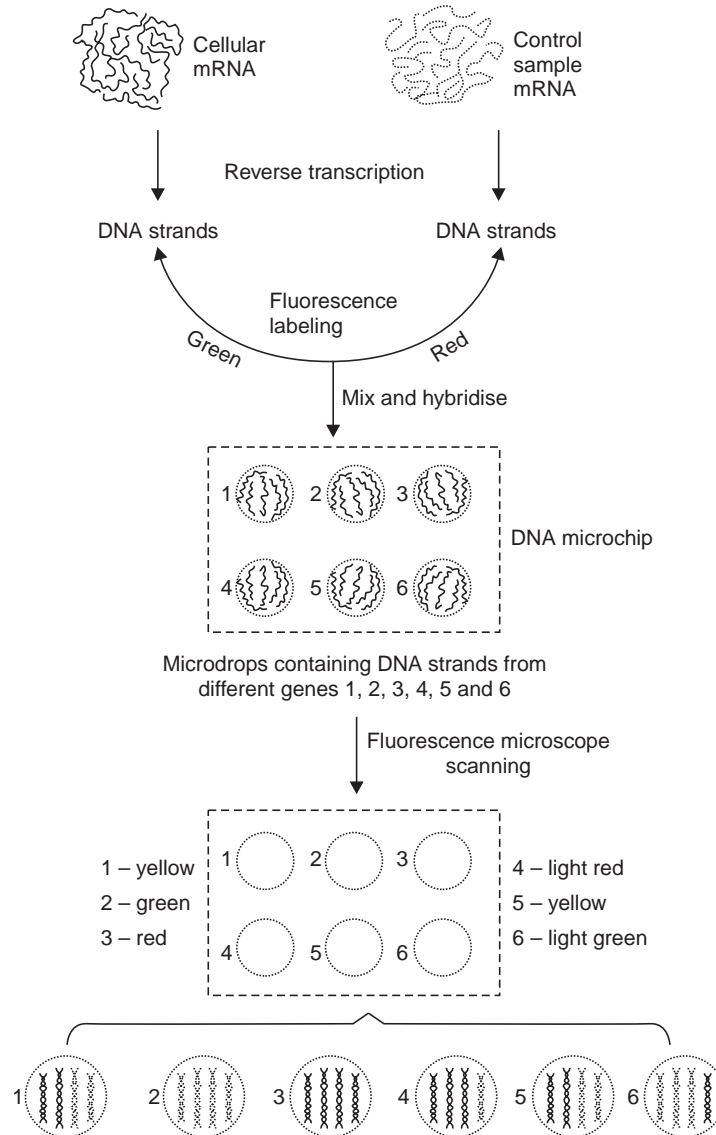 Cellular
mRNA
Control
sample
mRNA
Reverse transcription
DNA strands
DNA strands
Fluorescence
labeling
Green
Red
Mix and hybridise
1
2
3
DNA microchip
4
5
6
Microdrops containing DNA strands from
different genes 1, 2, 3, 4, 5 and 6
Fluorescence microscope
scanning
1 – yellow
2 – green
3 – red
1
2
3
4
5
6
4 – light red
5 – yellow
6 – light green
1
2
3
4
5
6